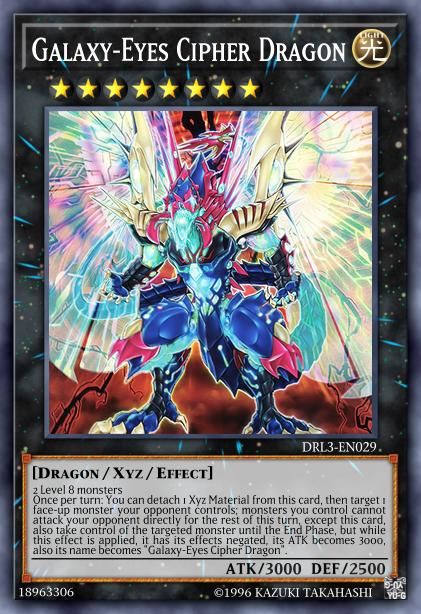 GALAXY-EYES CIPHER DRAGON
LIGHT
光
DRL3-EN029
[DRAGON / XYZ / EFFECT]
2 Level 8 monsters
Once per turn: You can detach 1 Xyz Material from this card, then target 1
face-up monster your opponent controls; monsters you control cannot
attack your opponent directly for the rest of this turn, except this card,
also take control of the targeted monster until the End Phase, but while
this effect is applied, it has its effects negated, its ATK becomes 3000,
also its name becomes "Galaxy-Eyes Cipher Dragon".
ATK/3000 DEF/2500
18963306
©1996 KAZUKI TAKAHASHI